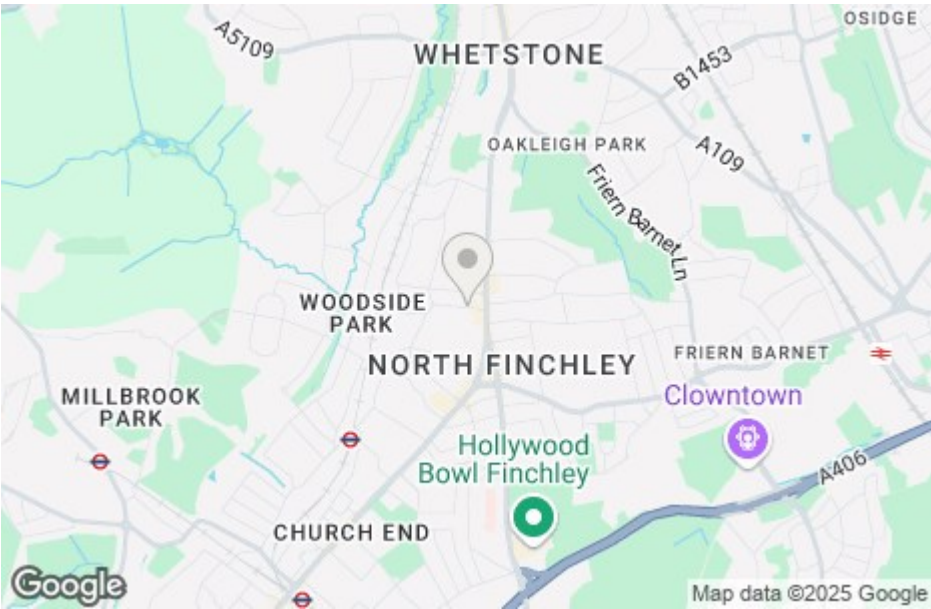 OSIDGE
A5109
WHETSTONE
B1453
OAKLEIGH PARK
A109
Friern Barnet Ln
WOODSIDE
PARK
NORTH FINCHLEY
FRIERN BARNET
MILLBROOK
PARK
Clowntown
Hollywood
Bowl Finchley
A406
CHURCH END
Google
Map data ©2025 Google